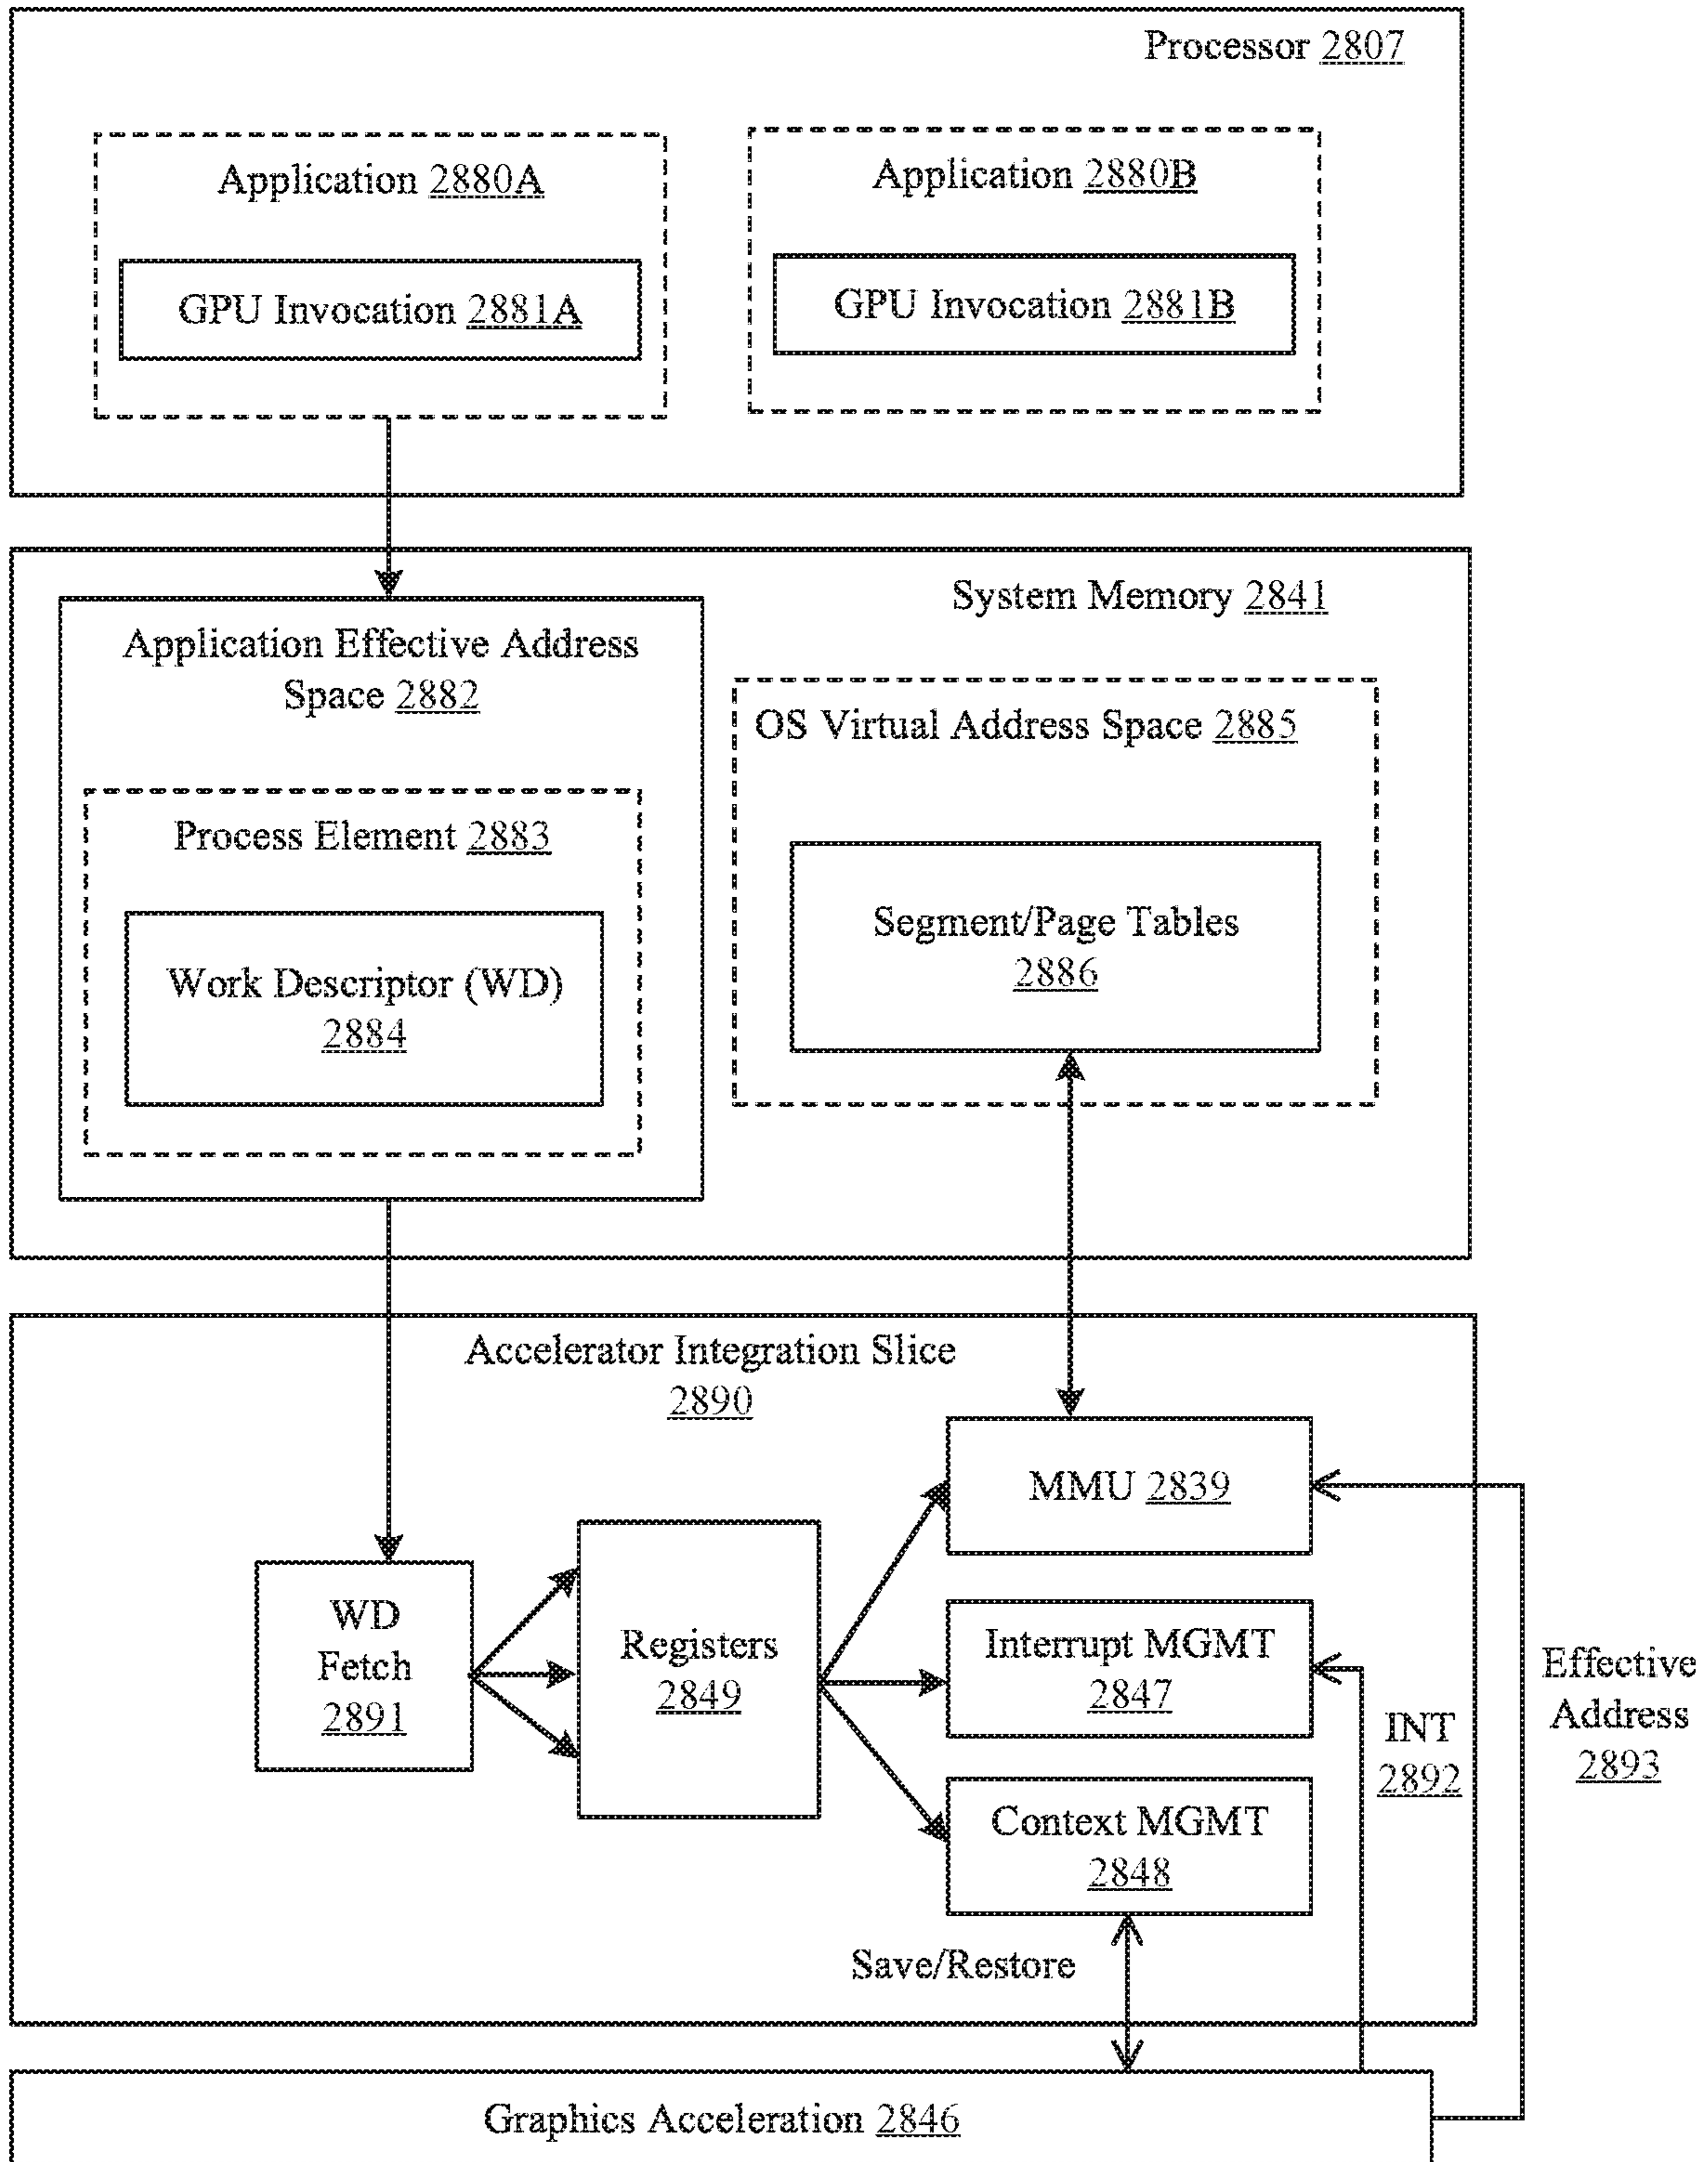 Processor 2807
Application 2880A
GPU Invocation 2881A
Application 2880B
GPU Invocation 2881B
System Memory 2841
Application Effective Address
Space 2882
Process Element 2883
Work Descriptor (WD)
2884
OS Virtual Address Space 2885
Segment/Page Tables
2886
Accelerator Integration Slice
2890
WD
Fetch
2891
Registers
2849
MMU 2839
Interrupt MGMT
2847
Context MGMT
2848
INT
2892
Effective
Address
2893
Save/Restore
Graphics Acceleration 2846